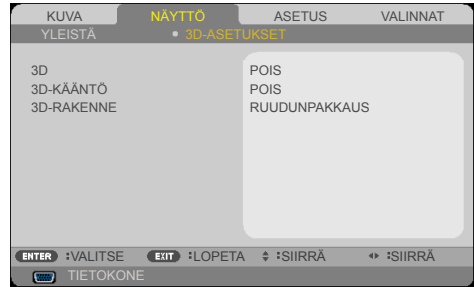 KUVA NÄYTTÖ ASETUS VALINNAT
YLEISTÄ • 3D-ASETUKSET
3D POIS
3D-KÄÄNTÖ POIS
3D-RAKENNE RUUDUNPAKKAUS
ENTER :VALITSE EXIT :LOPETA :SIIRRÄ :SIIRRÄ
TIETOKONE